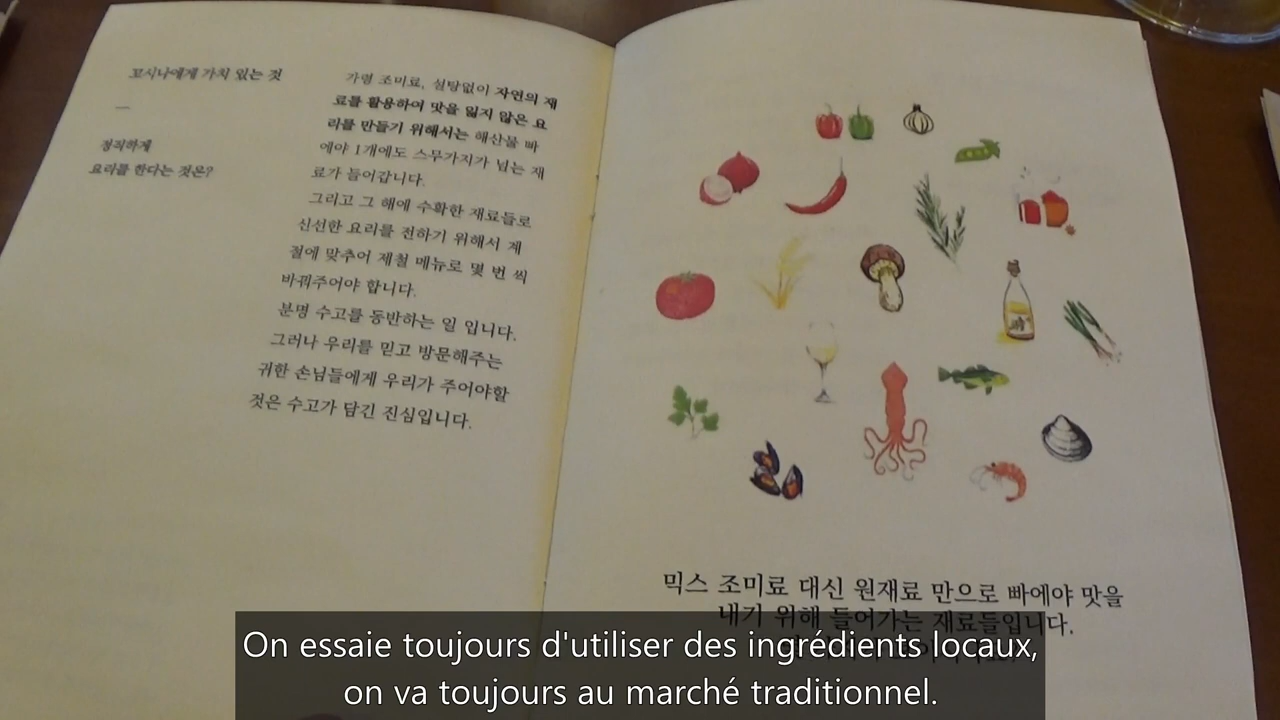 꼬시나에게 가치 있는 것
—
정직하게
요리를 한다는 것은?
가령 조미료, 설탕없이 자연의 재
료를 활용하여 맛을 잃지 않은 요
리를 만들기 위해서는 해산물 빠
에야 1개에도 스무가지가 넘는 재
료가 들어갑니다.
그리고 그 해에 수확한 재료들로
신선한 요리를 전하기 위해서 계
절에 맞추어 제철 메뉴로 몇 번 씩
바꿔주어야 합니다.
분명 수고를 동반하는 일 입니다.
그러나 우리를 믿고 방문해주는
귀한 손님들에게 우리가 주어야할
것은 수고가 담긴 진심입니다.
믹스 조미료 대신 원재료 만으로 빠에야 맛을
내기 위해 들어가는 재료들입니다.
On essaie toujours d'utiliser des ingrédients locaux,
on va toujours au marché traditionnel.